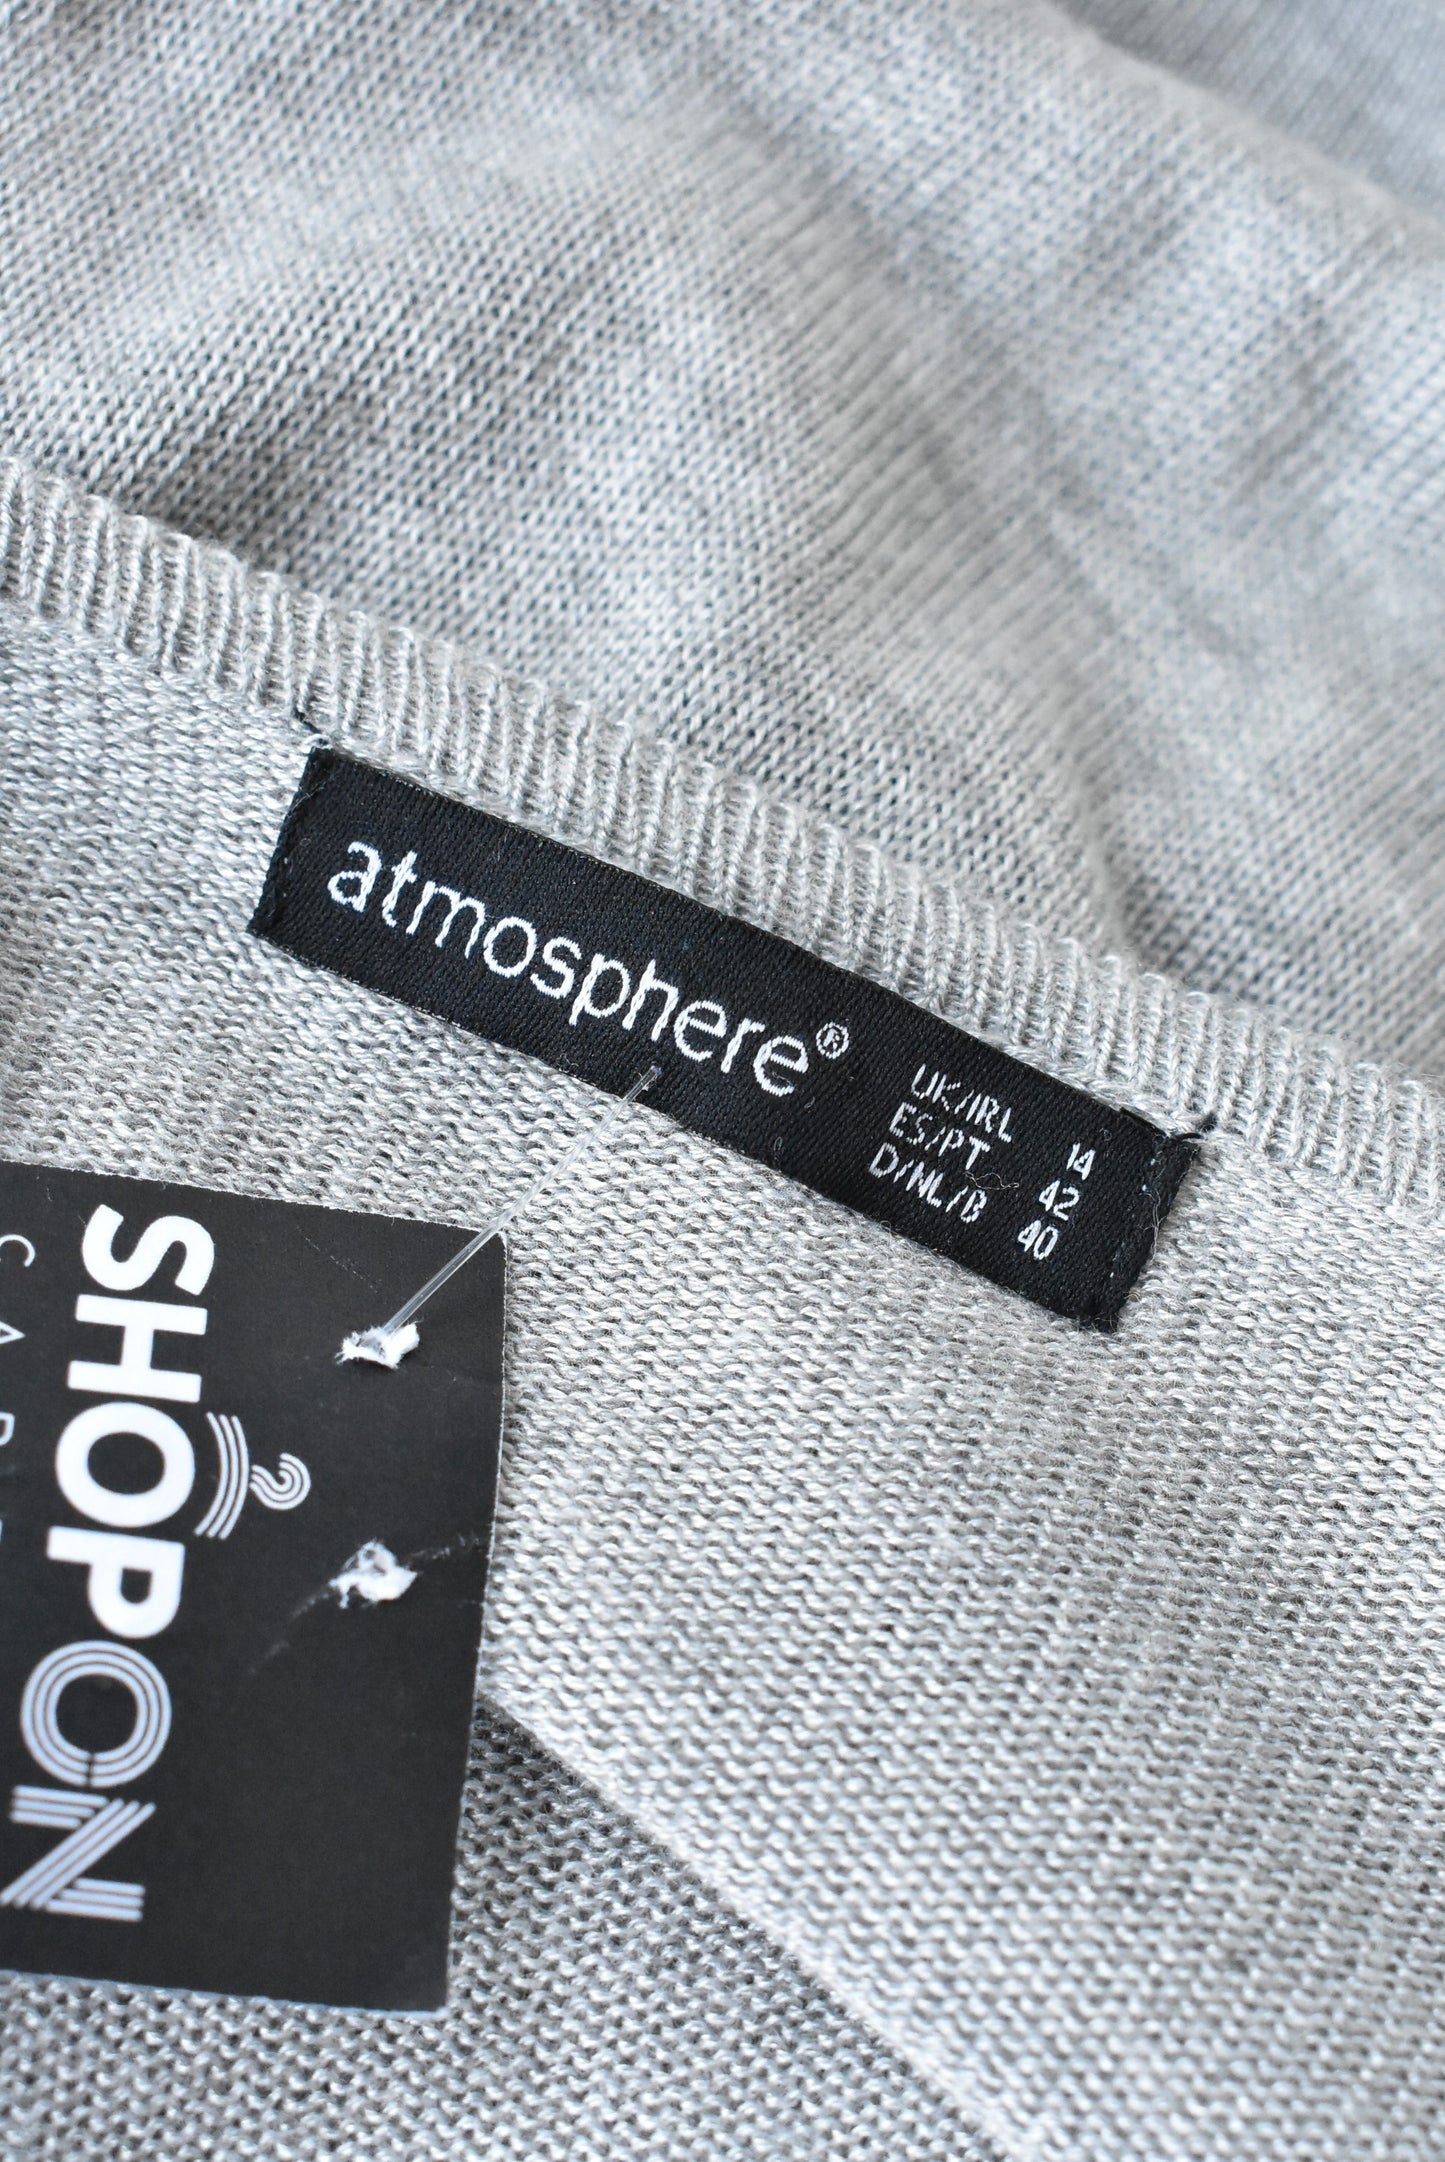 atmosphere®
UK/IRL 14
ES/PT 42
D/NL/B 40
SHOP
ON